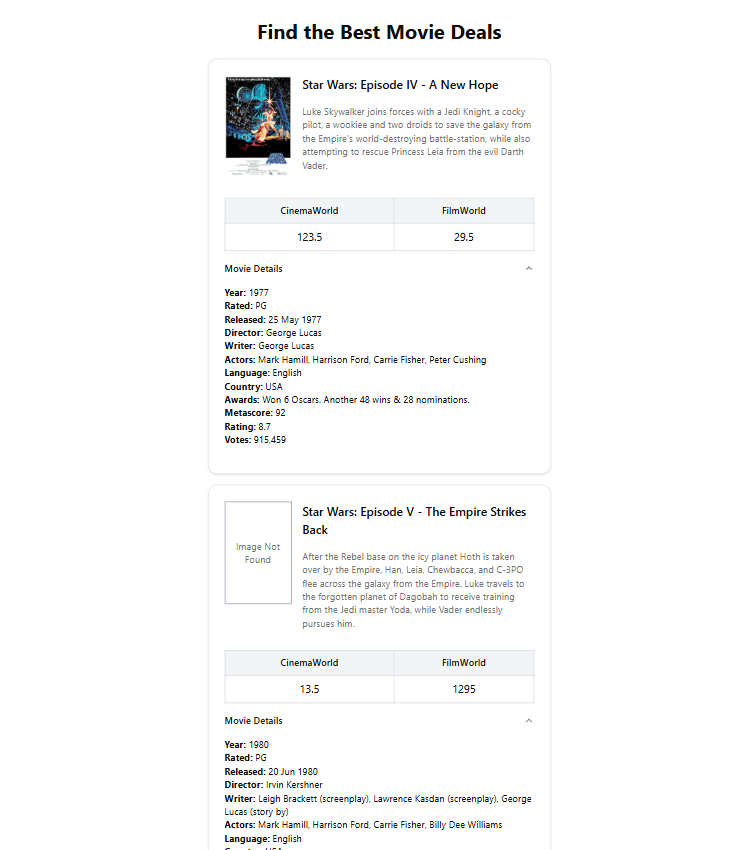 Find the Best Movie Deals
Star Wars: Episode IV - A New Hope
Luke Skywalker joins forces with a Jedi Knight, a cocky
pilot, a wookiee and two droids to save the galaxy from
the Empire's world-destroying battle-station, while also
attempting to rescue Princess Leia from the evil Darth
Vader.
CinemaWorld FilmWorld
123.5 29.5
Movie Details
Year: 1977
Rated: PG
Released: 25 May 1977
Director: George Lucas
Writer: George Lucas
Actors: Mark Hamill, Harrison Ford, Carrie Fisher, Peter Cushing
Language: English
Country: USA
Awards: Won 6 Oscars. Another 48 wins & 28 nominations.
Metascore: 92
Rating: 8.7
Votes: 915,459
Star Wars: Episode V - The Empire Strikes
Back
Image Not
Found
After the Rebel base on the icy planet Hoth is taken
over by the Empire, Han, Leia, Chewbacca, and C-3PO
flee across the galaxy from the Empire. Luke travels to
the forgotten planet of Dagobah to receive training
from the Jedi master Yoda, while Vader endlessly
pursues him.
CinemaWorld FilmWorld
13.5 1295
Movie Details
Year: 1980
Rated: PG
Released: 20 Jun 1980
Director: Irvin Kershner
Writer: Leigh Brackett (screenplay), Lawrence Kasdan (screenplay), George
Lucas (story by)
Actors: Mark Hamill, Harrison Ford, Carrie Fisher, Billy Dee Williams
Language: English